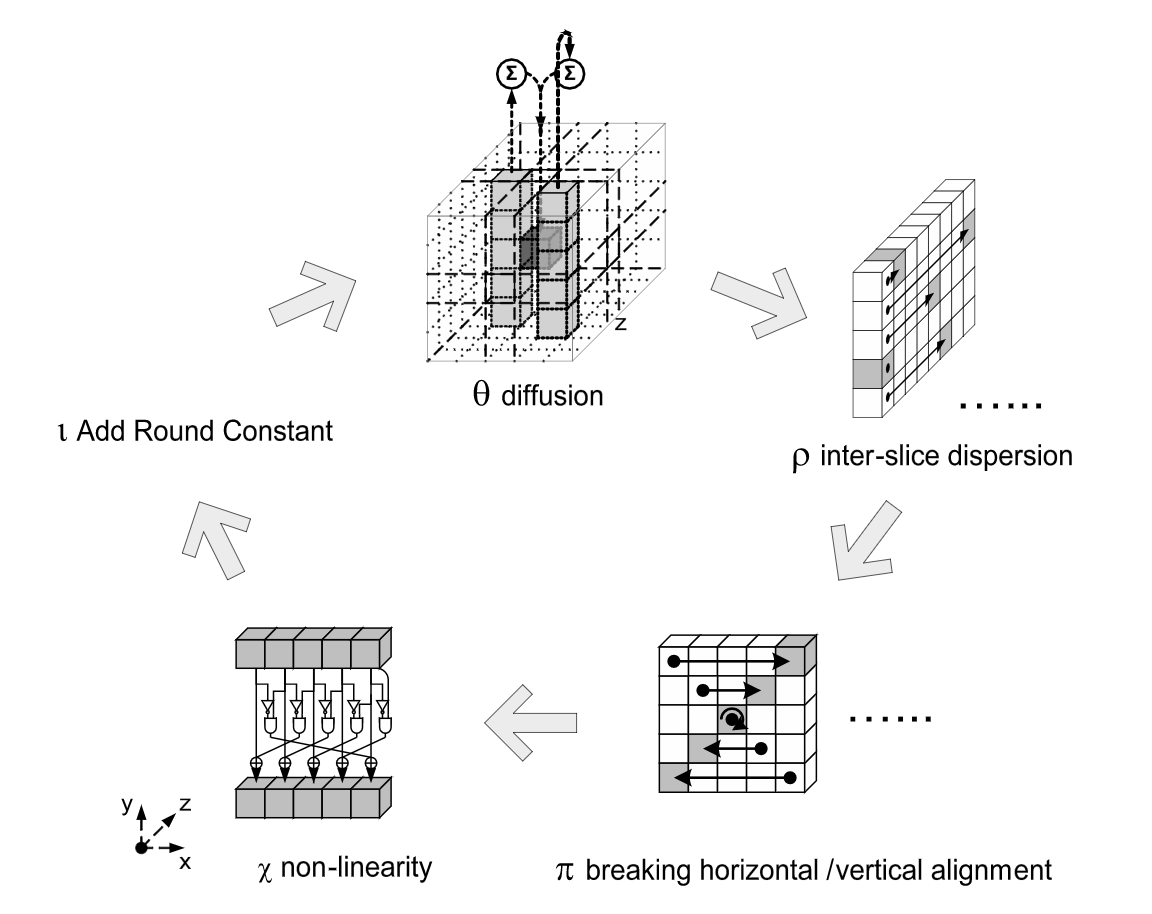 Σ Σ
z
θ diffusion
ι Add Round Constant
......
ρ inter-slice dispersion
......
y z
x
χ non-linearity
π breaking horizontal /vertical alignment